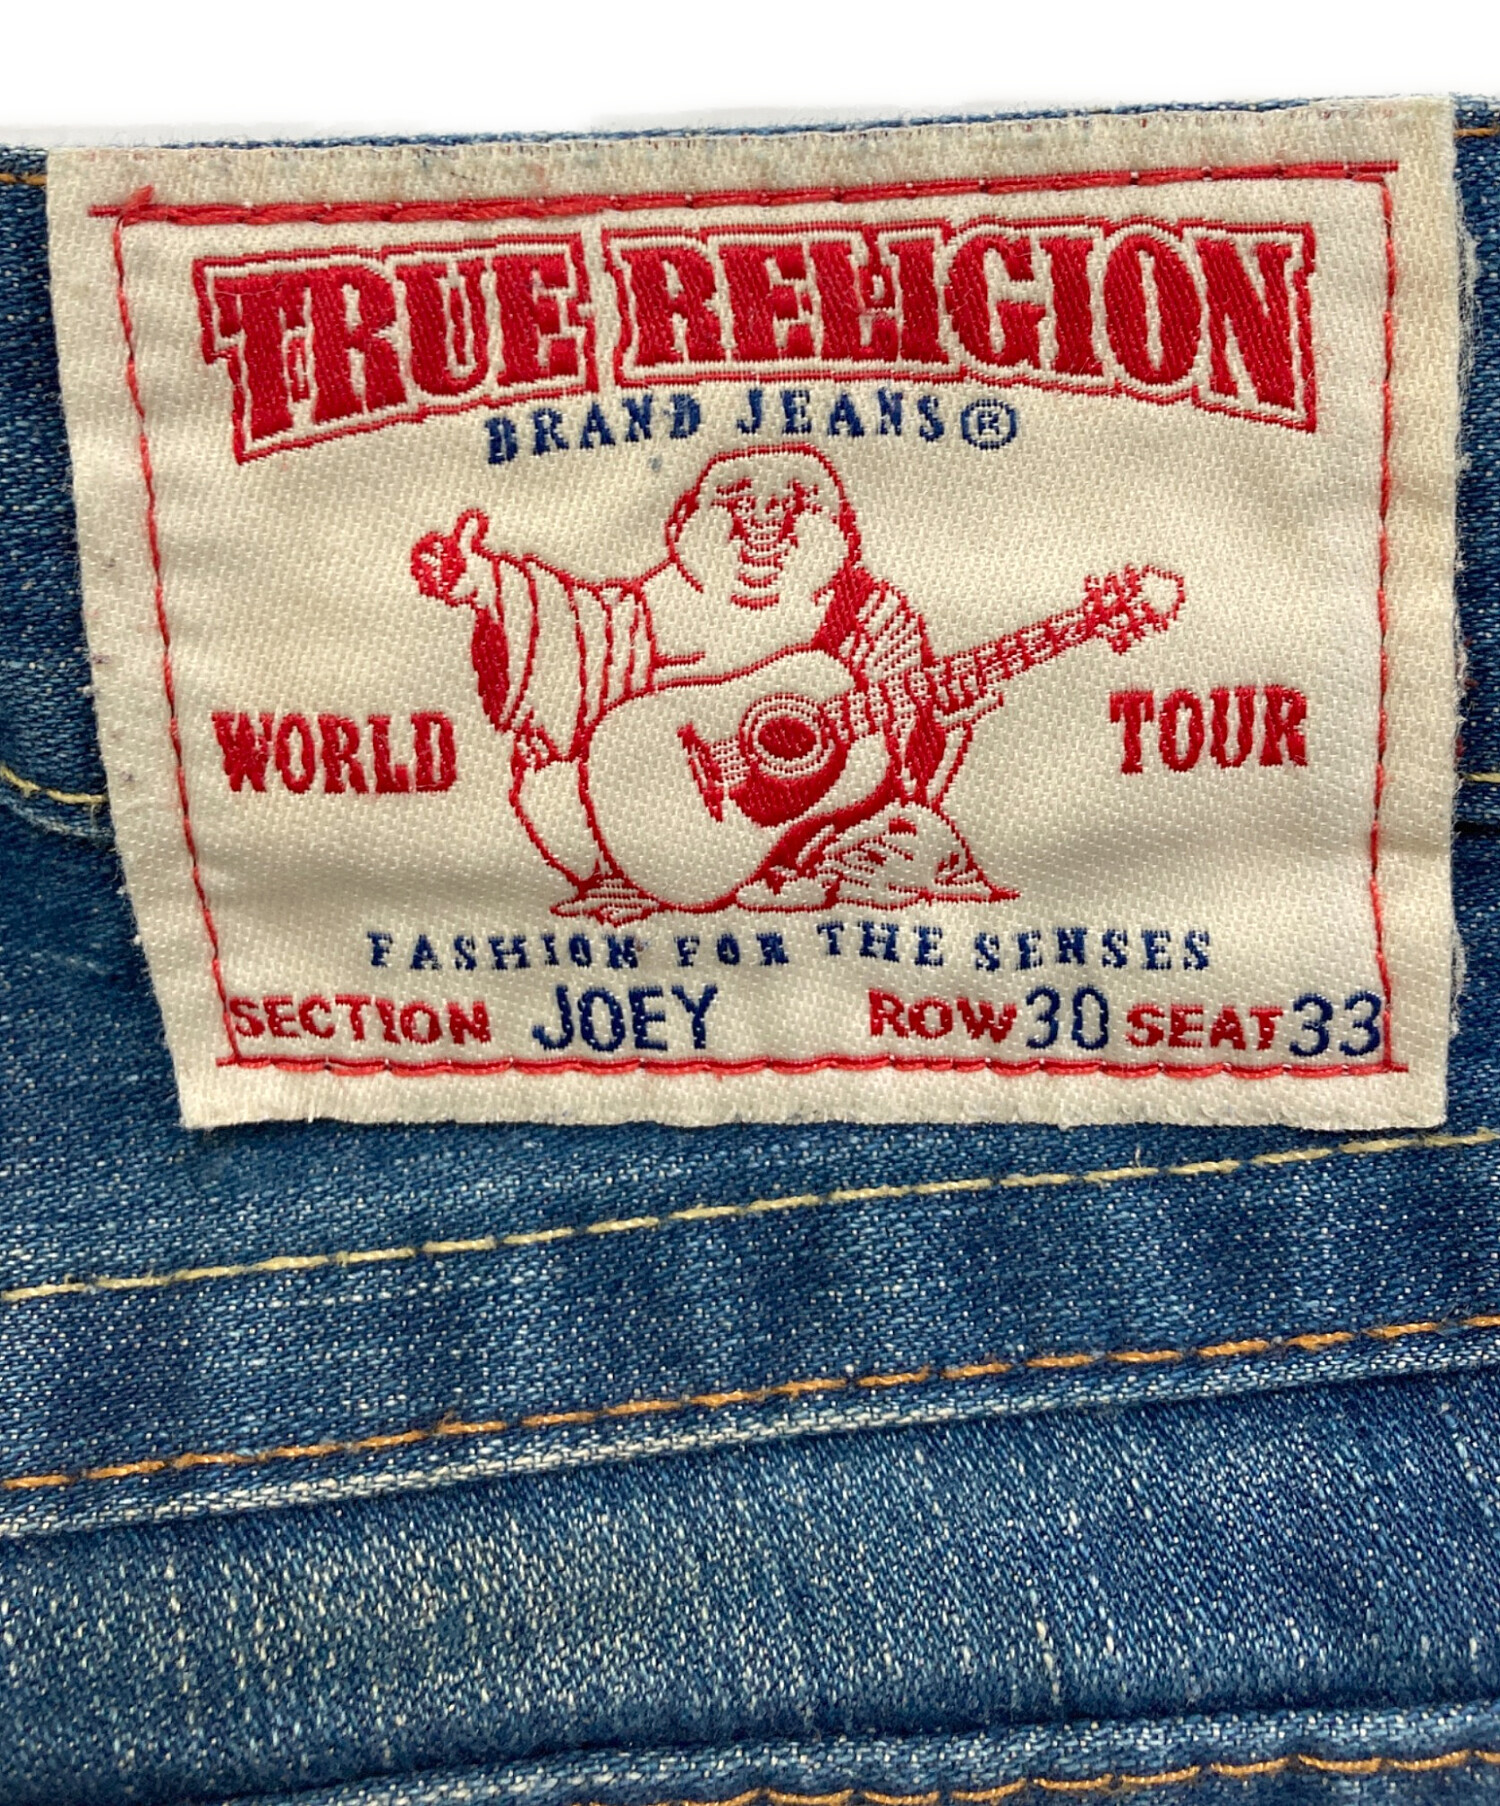 TRUE RELIGION
BRAND JEANS®
WORLD TOUR
FASHION FOR THE SENSES
SECTION JOEY ROW 30 SEAT 33